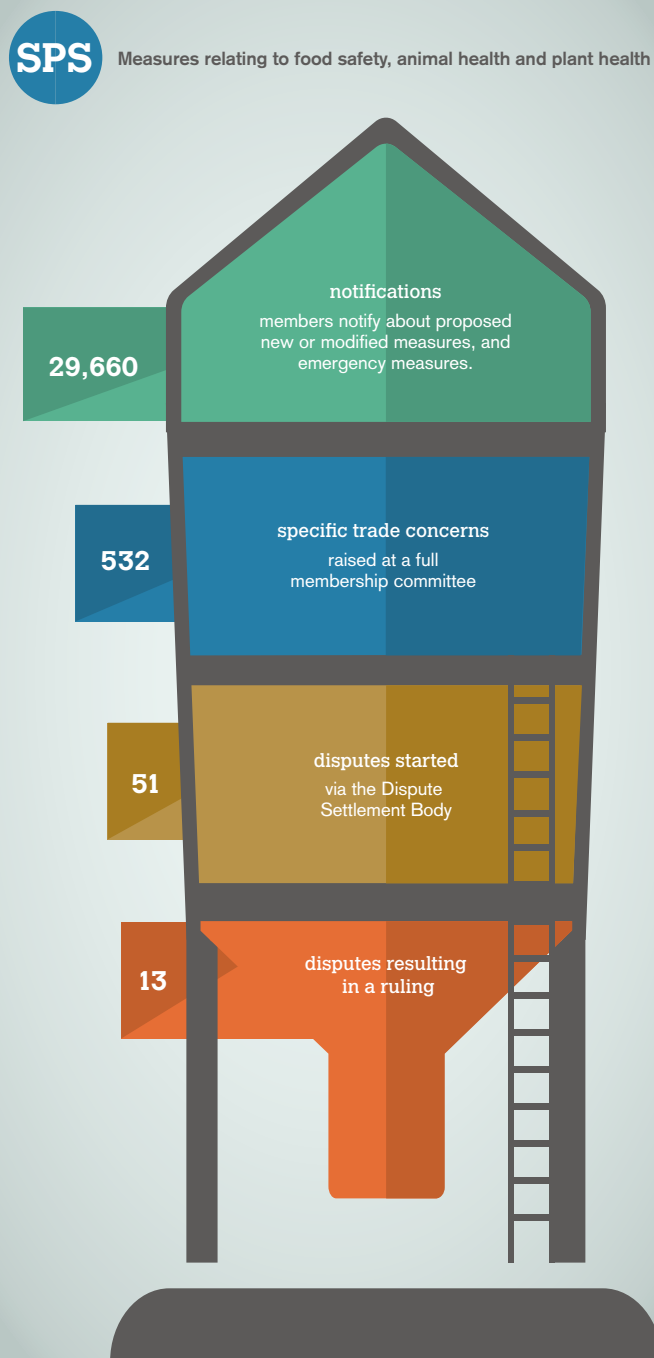 SPS
Measures relating to food safety, animal health and plant health
notifications
members notify about proposed
new or modified measures, and
emergency measures.
29,660
specific trade concerns
raised at a full
membership committee
532
disputes started
via the Dispute
Settlement Body
51
disputes resulting
in a ruling
13